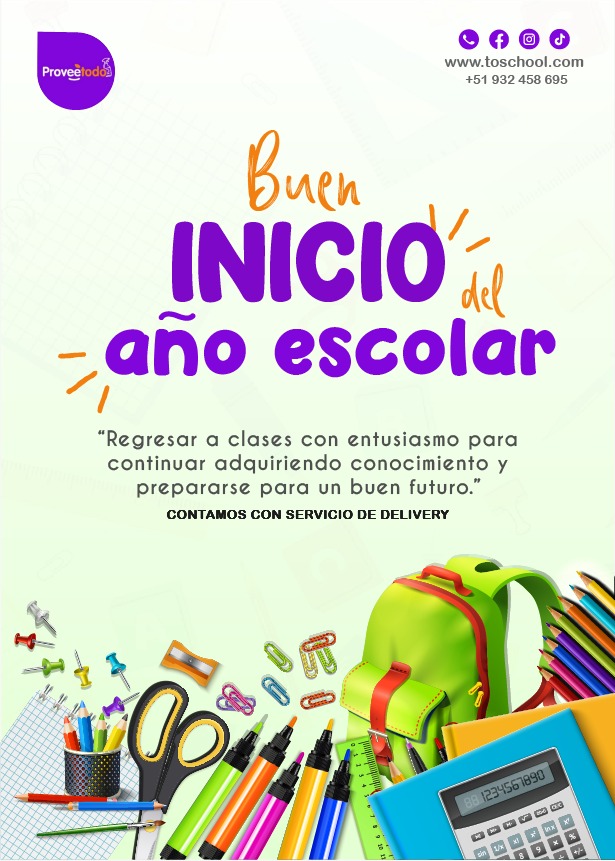 Proveetodo
www.toschool.com
+51 932 458 695
Buen
INICIO
del
año escolar
“Regresar a clases con entusiasmo para
continuar adquiriendo conocimiento y
prepararse para un buen futuro.”
CONTAMOS CON SERVICIO DE DELIVERY
1234567890